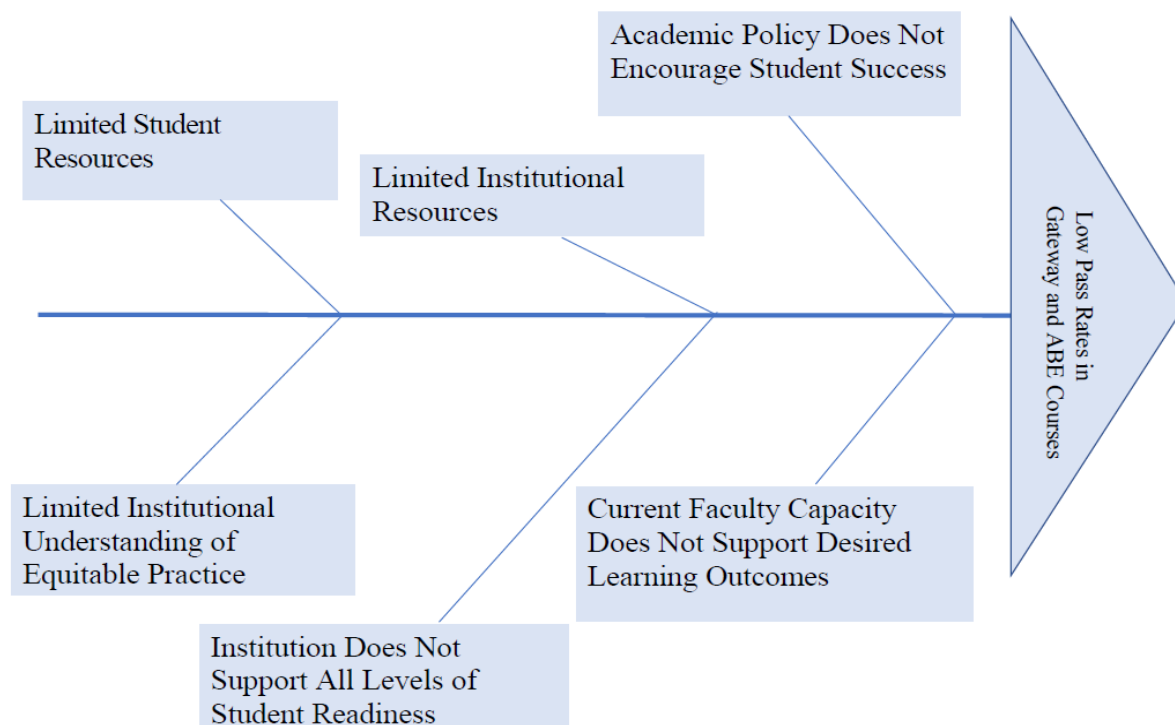 Academic Policy Does Not
Encourage Student Success
Limited Student
Resources
Limited Institutional
Resources
Low Pass Rates in
Gateway and ABE Courses
Limited Institutional
Understanding of
Equitable Practice
Current Faculty Capacity
Does Not Support Desired
Learning Outcomes
Institution Does Not
Support All Levels of
Student Readiness